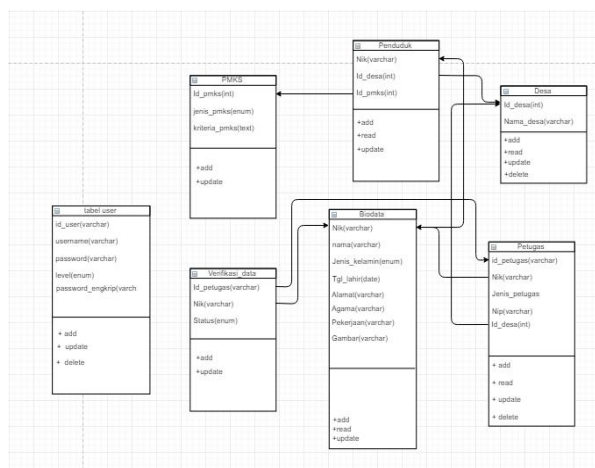 Penduduk
Nik(varchar)
Id_desa(int)
Id_pmks(int)
+add
+read
+update
PMKS
Id_pmks(int)
jenis_pmks(enum)
kriteria_pmks(text)
+add
+update
Desa
Id_desa(int)
Nama_desa(varchar)
+add
+read
+update
+delete
tabel user
id_user(varchar)
username(varchar)
password(varchar)
level(enum)
password_engkrip(varch
+ add
+ update
+ delete
Verifikasi_data
Id_petugas(varchar)
Nik(varchar)
Status(enum)
+add
+update
Biodata
Nik(varchar)
nama(varchar)
Jenis_kelamin(enum)
Tgl_lahir(date)
Alamat(varchar)
Agama(varchar)
Pekerjaan(varchar)
Gambar(varchar)
+add
+read
+update
Petugas
id_petugas(varchar)
Nik(varchar)
Jenis_petugas
Nip(varchar)
Id_desa(int)
+ add
+ read
+ update
+ delete